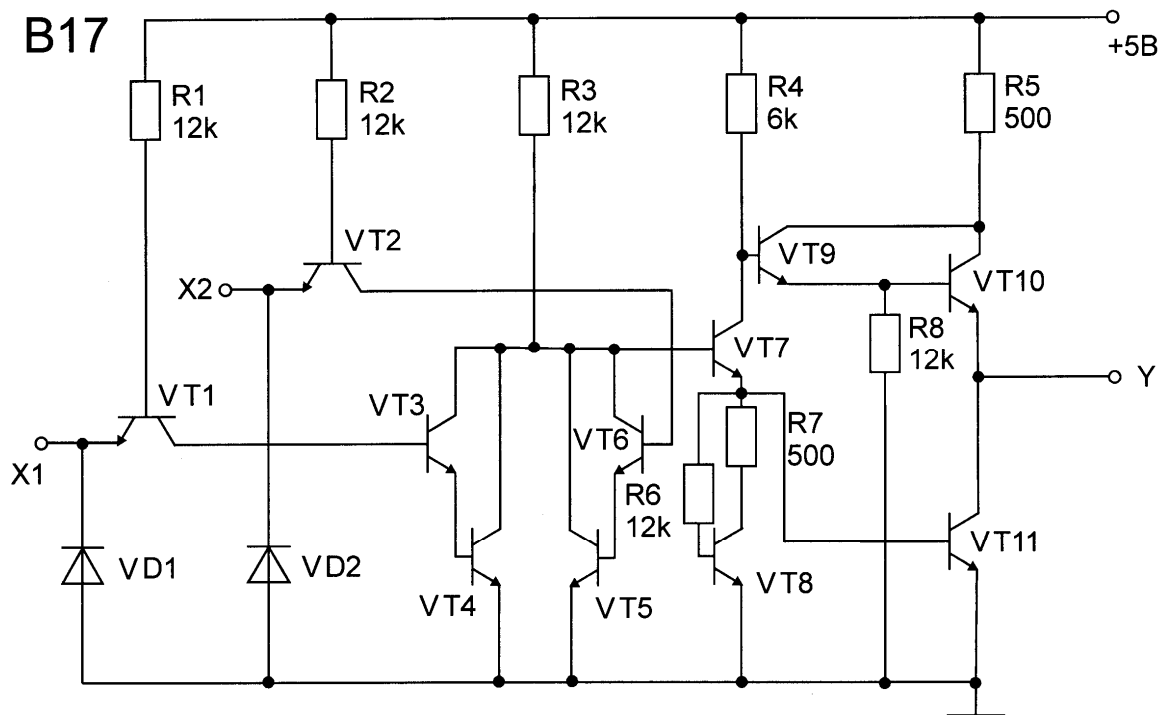 В17
+5В
R1
12k
R2
12k
R3
12k
R4
6k
R5
500
VT2
X2
VT9
VT10
R8
12k
VT7
Y
VT1
VT3
VT6
R7
500
X1
R6
12k
VD1
VD2
VT4
VT5
VT8
VT11